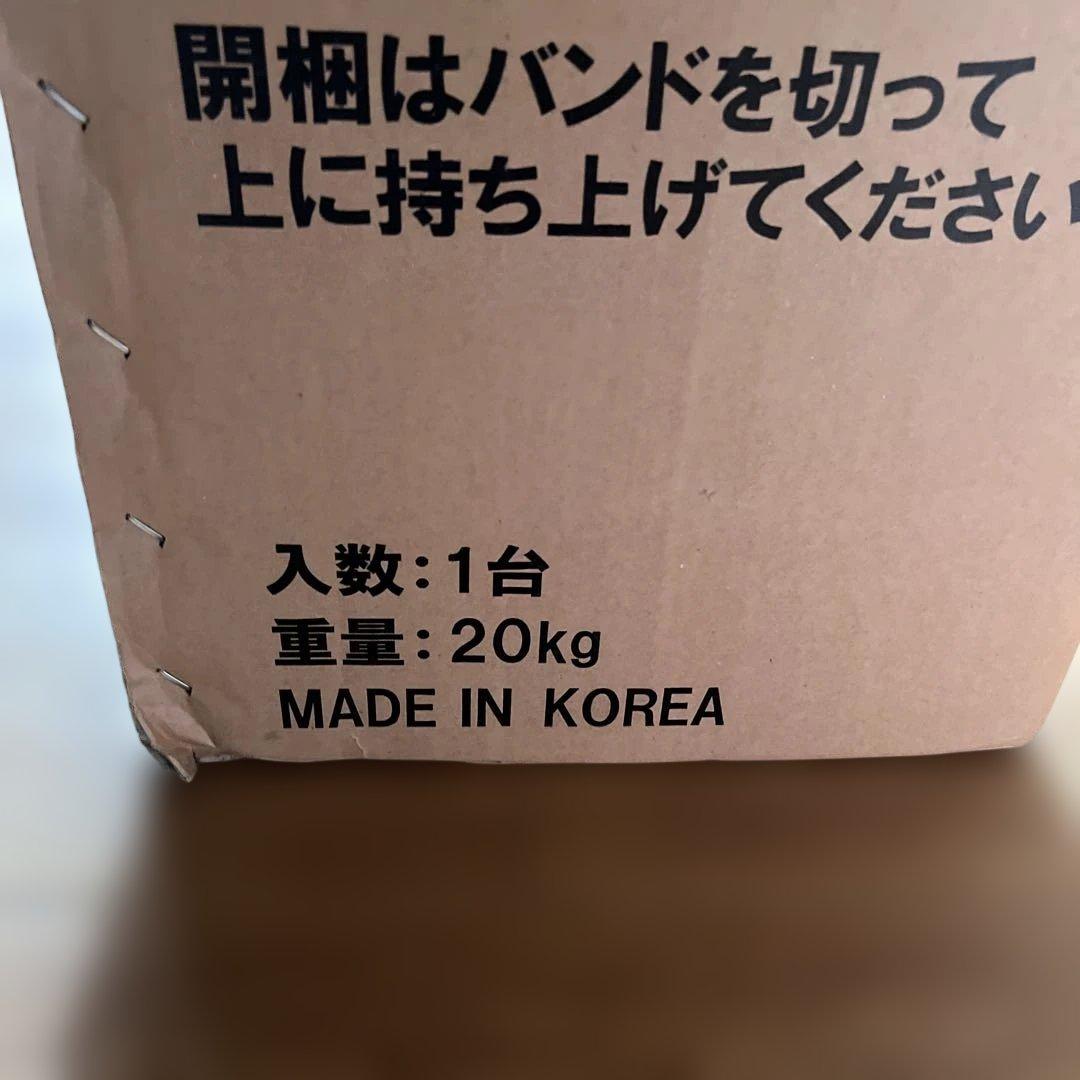 開梱はバンドを切って
上に持ち上げてください
入数：1台
重量：20kg
MADE IN KOREA